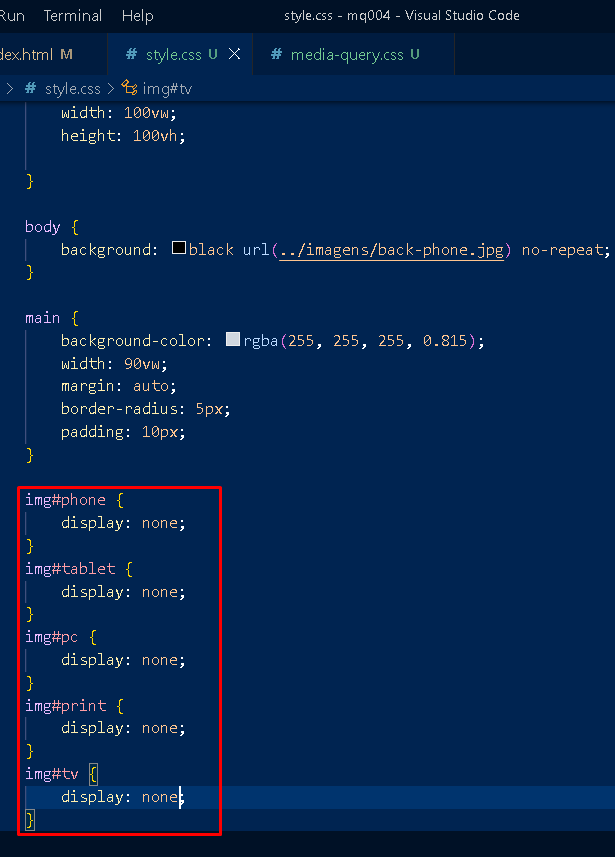 Run Terminal Help style.css - mq004 - Visual Studio Code
dex.html M # style.css U # media-query.css U
# style.css > img#tv
width: 100vw;
height: 100vh;
}
body {
background: black url(../imagens/back-phone.jpg) no-repeat;
}
main {
background-color: rgba(255, 255, 255, 0.815);
width: 90vw;
margin: auto;
border-radius: 5px;
padding: 10px;
}
img#phone {
display: none;
}
img#tablet {
display: none;
}
img#pc {
display: none;
}
img#print {
display: none;
}
img#tv {
display: none;
}